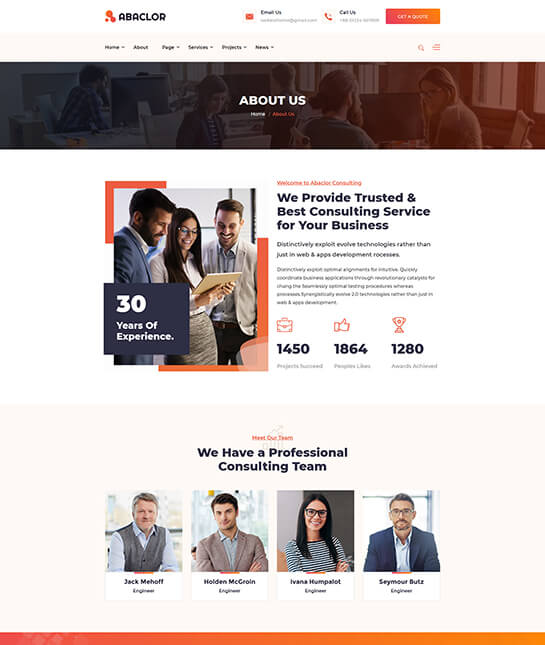 ABACLOR
Email Us
Call Us
GET A QUOTE
Home
About
Page
Services
Projects
News
ABOUT US
Home / About Us
Welcome to Abaclor Consulting
We Provide Trusted &
Best Consulting Service
for Your Business
Distinctively exploit evolve technologies rather than
just in web & apps development rocesses.
Distinctively exploit optimal alignments for intuitive. Quickly
coordinate business applications through revolutionary catalysts for
chang the Seamlessly optimal testing procedures whereas
processes Synergistically evolve 2.0 technologies rather than just in
web & apps development.
30
Years Of
Experience.
1450
1864
1280
Projects Succeed
Peoples Likes
Awards Achieved
Meet Our Team
We Have a Professional
Consulting Team
Jack Mehoff
Engineer
Holden McGroin
Engineer
Ivana Humpalot
Engineer
Seymour Butz
Engineer